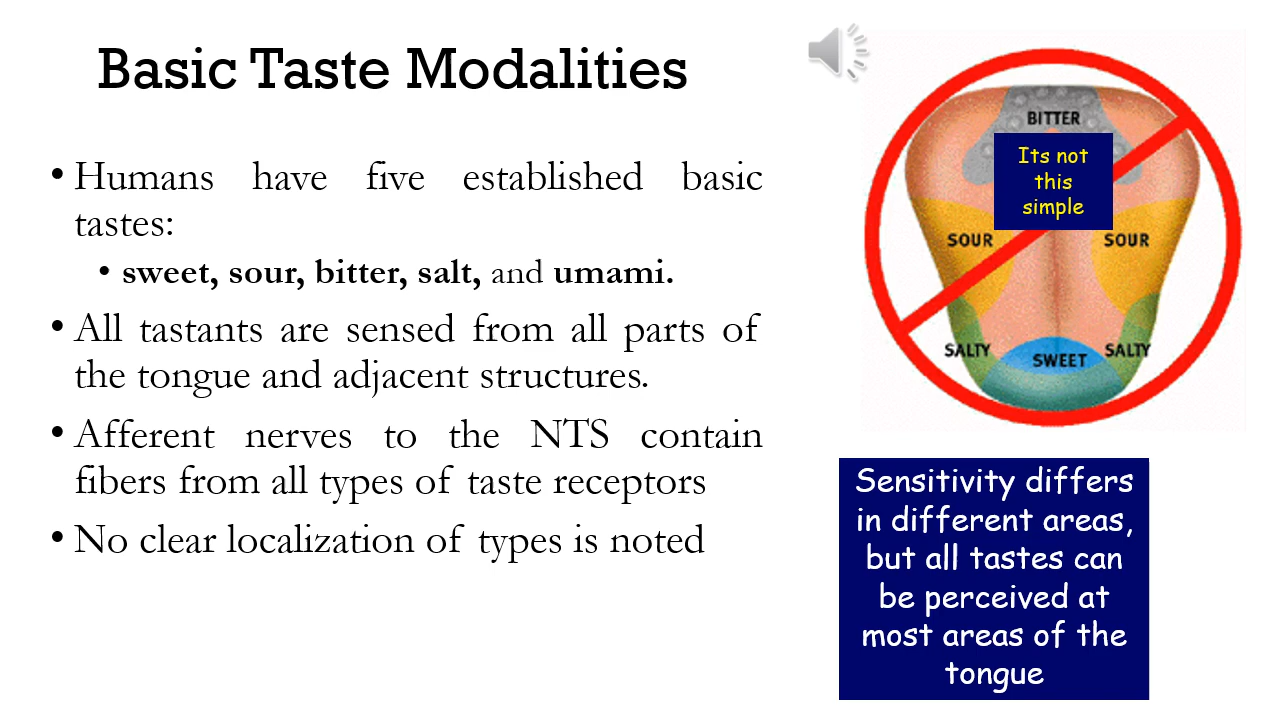 Basic Taste Modalities
• Humans have five established basic
tastes:
• sweet, sour, bitter, salt, and umami.
• All tastants are sensed from all parts of
the tongue and adjacent structures.
• Afferent nerves to the NTS contain
fibers from all types of taste receptors
• No clear localization of types is noted
BITTER
Its not
this
simple
SOUR SOUR
SALTY SWEET SALTY
Sensitivity differs
in different areas,
but all tastes can
be perceived at
most areas of the
tongue